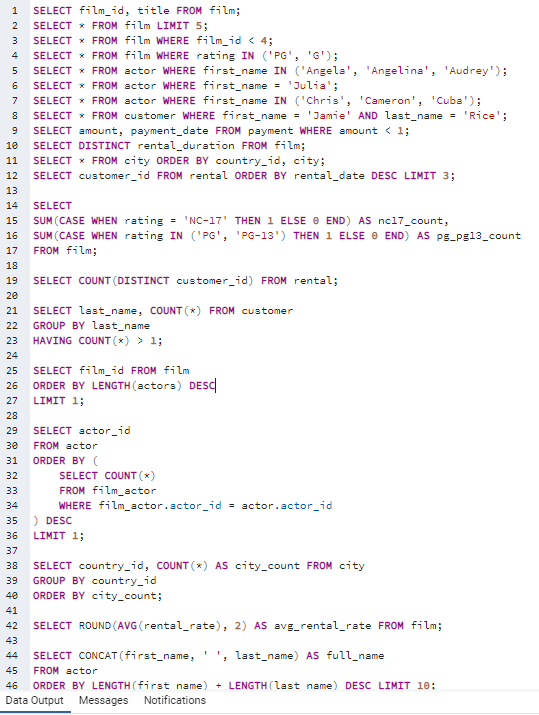 1 SELECT film_id, title FROM film;
2 SELECT * FROM film LIMIT 5;
3 SELECT * FROM film WHERE film_id < 4;
4 SELECT * FROM film WHERE rating IN ('PG', 'G');
5 SELECT * FROM actor WHERE first_name IN ('Angela', 'Angelina', 'Audrey');
6 SELECT * FROM actor WHERE first_name = 'Julia';
7 SELECT * FROM actor WHERE first_name IN ('Chris', 'Cameron', 'Cuba');
8 SELECT * FROM customer WHERE first_name = 'Jamie' AND last_name = 'Rice';
9 SELECT amount, payment_date FROM payment WHERE amount < 1;
10 SELECT DISTINCT rental_duration FROM film;
11 SELECT * FROM city ORDER BY country_id, city;
12 SELECT customer_id FROM rental ORDER BY rental_date DESC LIMIT 3;
13
14 SELECT
15 SUM(CASE WHEN rating = 'NC-17' THEN 1 ELSE 0 END) AS nc17_count,
16 SUM(CASE WHEN rating IN ('PG', 'PG-13') THEN 1 ELSE 0 END) AS pg_pg13_count
17 FROM film;
18
19 SELECT COUNT(DISTINCT customer_id) FROM rental;
20
21 SELECT last_name, COUNT(*) FROM customer
22 GROUP BY last_name
23 HAVING COUNT(*) > 1;
24
25 SELECT film_id FROM film
26 ORDER BY LENGTH(actors) DESC
27 LIMIT 1;
28
29 SELECT actor_id
30 FROM actor
31 ORDER BY (
32     SELECT COUNT(*)
33     FROM film_actor
34     WHERE film_actor.actor_id = actor.actor_id
35 ) DESC
36 LIMIT 1;
37
38 SELECT country_id, COUNT(*) AS city_count FROM city
39 GROUP BY country_id
40 ORDER BY city_count;
41
42 SELECT ROUND(AVG(rental_rate), 2) AS avg_rental_rate FROM film;
43
44 SELECT CONCAT(first_name, ' ', last_name) AS full_name
45 FROM actor
46 ORDER BY LENGTH(first_name) + LENGTH(last_name) DESC LIMIT 10;
Data Output Messages Notifications